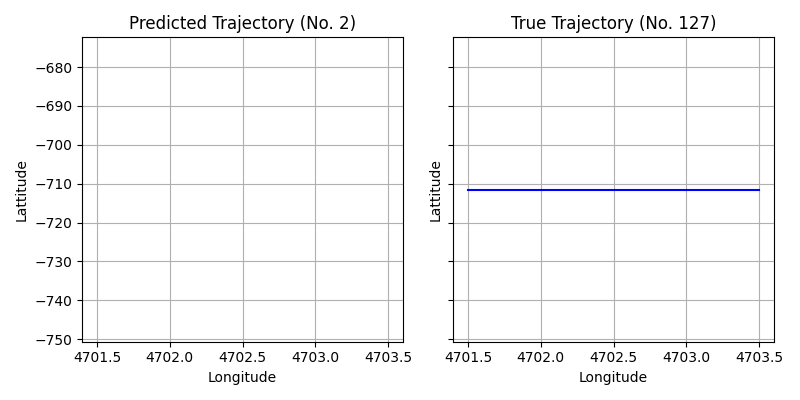 Predicted Trajectory (No. 2)
True Trajectory (No. 127)
Lattitude
−680
−690
−700
−710
−720
−730
−740
−750
4701.5 4702.0 4702.5 4703.0 4703.5
Longitude
Lattitude
4701.5 4702.0 4702.5 4703.0 4703.5
Longitude